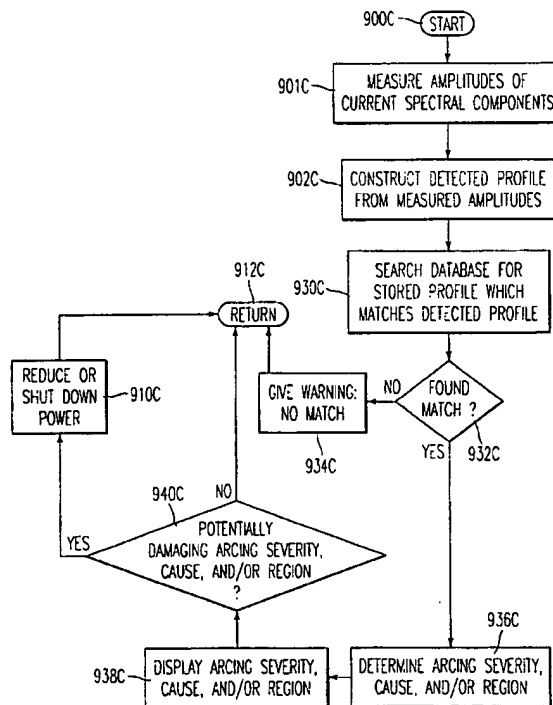 900C
START
901C
MEASURE AMPLITUDES OF
CURRENT SPECTRAL COMPONENTS
902C
CONSTRUCT DETECTED PROFILE
FROM MEASURED AMPLITUDES
930C
SEARCH DATABASE FOR
STORED PROFILE WHICH
MATCHES DETECTED PROFILE
912C
RETURN
REDUCE OR
SHUT DOWN
POWER
910C
GIVE WARNING:
NO MATCH
934C
NO
FOUND
MATCH ?
932C
YES
940C
NO
YES
POTENTIALLY
DAMAGING ARCING SEVERITY,
CAUSE, AND/OR REGION
?
936C
938C
DISPLAY ARCING SEVERITY,
CAUSE, AND/OR REGION
DETERMINE ARCING SEVERITY,
CAUSE, AND/OR REGION